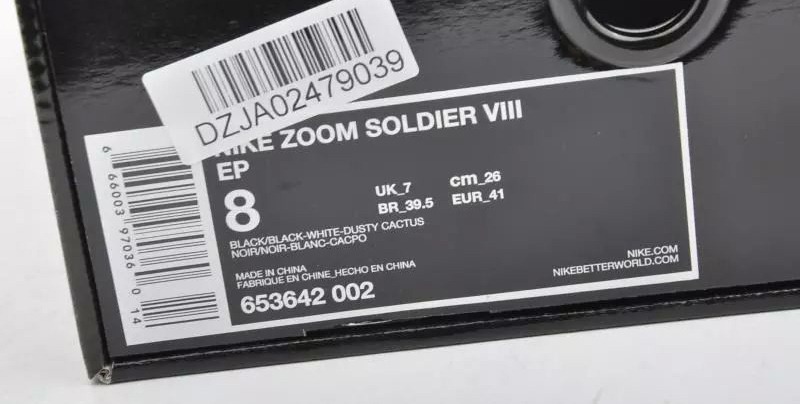 DZJA02479039
NIKE ZOOM SOLDIER VIII
EP
8
UK_7 cm_26
BR_39.5 EUR_41
BLACK/BLACK-WHITE-DUSTY CACTUS
NOIR/NOIR-BLANC-CACPO
MADE IN CHINA
FABRIQUE EN CHINE_HECHO EN CHINA
653642 002
NIKE.COM
NIKEBETTERWORLD.COM
6 66003 97036 0 14